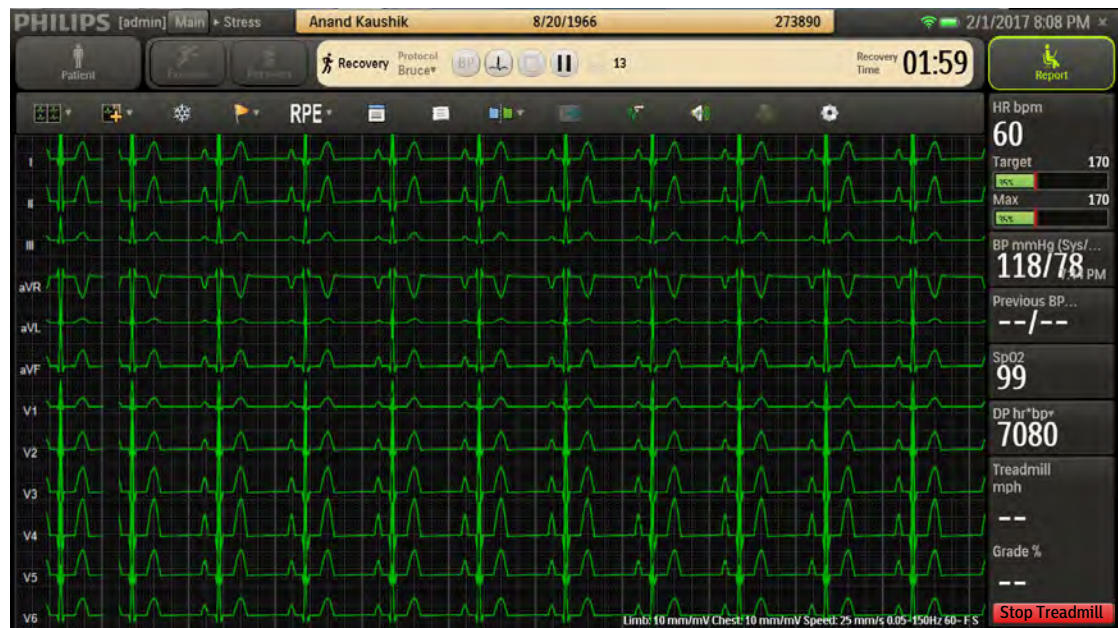 PHILIPS [admin] Main ▸ Stress Anand Kaushik 8/20/1966 273890 2/1/2017 8:08 PM ×
Patient
Recovery Protocol Bruce▾ BP 13 Recovery Time 01:59
Report
RPE
HR bpm
60
Target 170
35%
Max 170
35%
BP mmHg (Sys/...
118/78 PM
Previous BP...
--/--
SpO2
99
DP hr*bp▾
7080
Treadmill
mph
--
Grade %
--
Stop Treadmill
I
II
III
aVR
aVL
aVF
V1
V2
V3
V4
V5
V6
Limb: 10 mm/mV Chest: 10 mm/mV Speed: 25 mm/s 0.05-150Hz 60~ F S